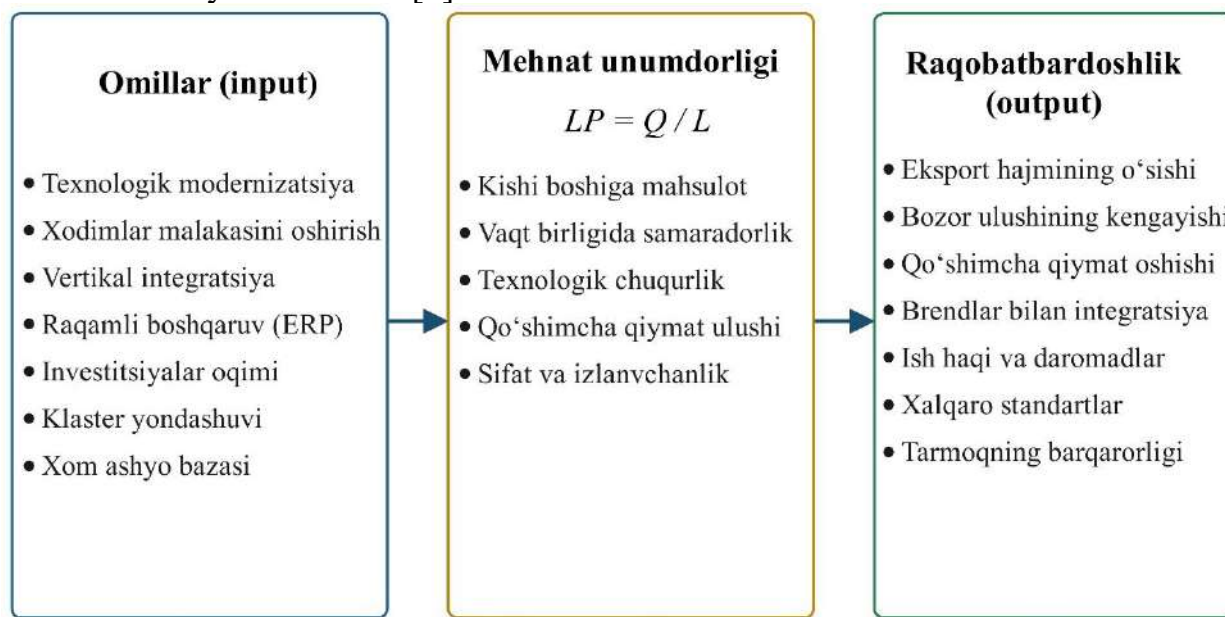 Omillar (input)
• Texnologik modernizatsiya
• Xodimlar malakasini oshirish
• Vertikal integratsiya
• Raqamli boshqaruv (ERP)
• Investitsiyalar oqimi
• Klaster yondashuvi
• Xom ashyo bazasi
Mehnat unumdorligi
LP = Q / L
• Kishi boshiga mahsulot
• Vaqt birligida samaradorlik
• Texnologik chuqurlik
• Qo‘shimcha qiymat ulushi
• Sifat va izlanvchanlik
Raqobatbardoshlik
(output)
• Eksport hajmining o‘sishi
• Bozor ulushining kengayishi
• Qo‘shimcha qiymat oshishi
• Brendlar bilan integratsiya
• Ish haqi va daromadlar
• Xalqaro standartlar
• Tarmoqning barqarorligi